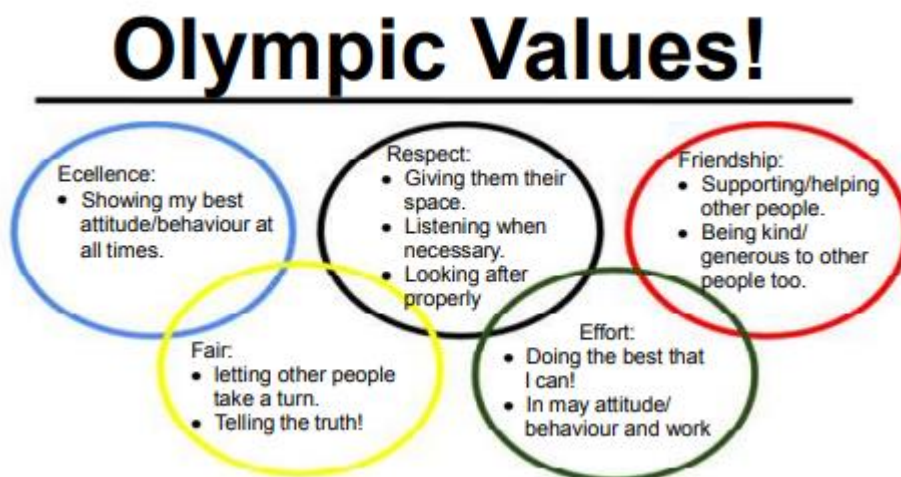 Olympic Values!
Ecellence:
• Showing my best
attitude/behaviour at
all times.
Respect:
• Giving them their
space.
• Listening when
necessary.
• Looking after
properly
Friendship:
• Supporting/helping
other people.
• Being kind/
generous to other
people too.
Fair:
• letting other people
take a turn.
• Telling the truth!
Effort:
• Doing the best that
I can!
• In may attitude/
behaviour and work